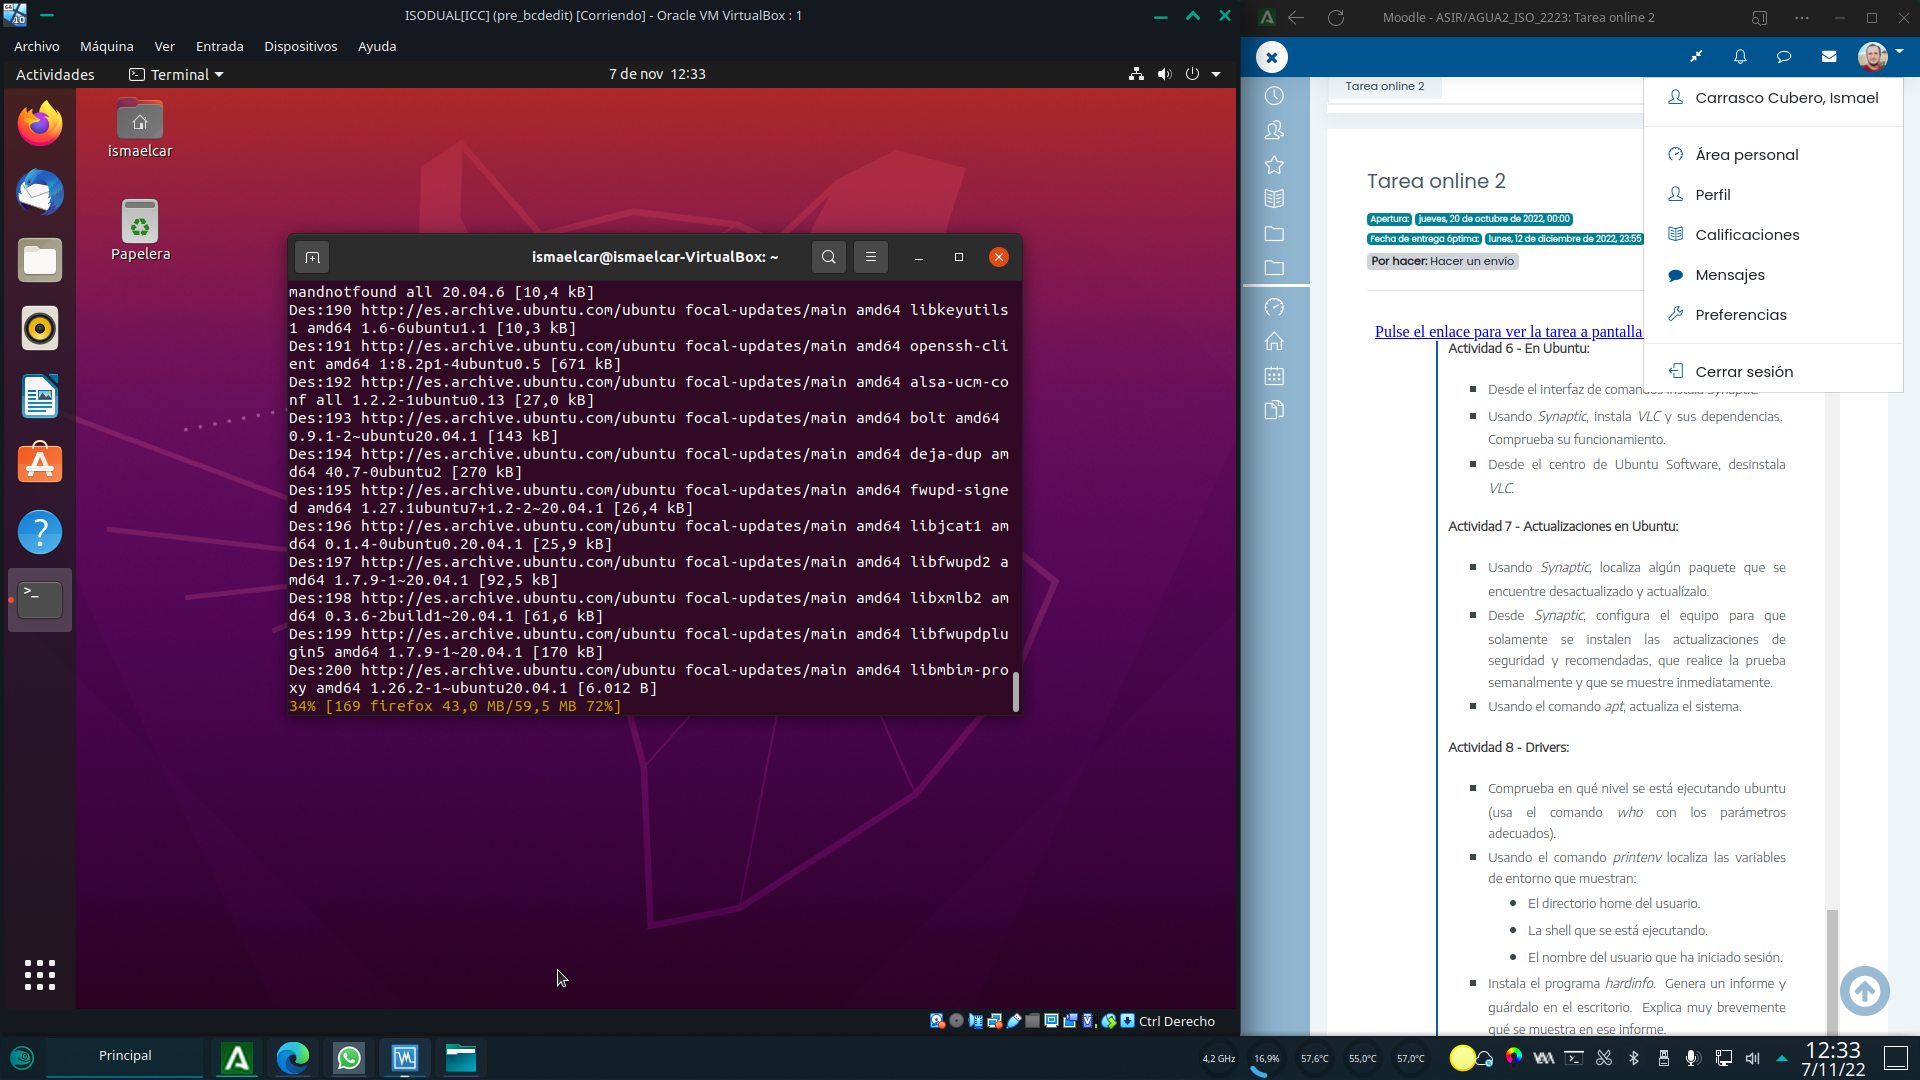 ISODUAL[ICC] (pre_bcdedit) [Corriendo] - Oracle VM VirtualBox : 1
Archivo Máquina Ver Entrada Dispositivos Ayuda
Actividades Terminal 7 de nov 12:33
ismaelcar
Papelera
ismaelcar@ismaelcar-VirtualBox: ~
mandnotfound all 20.04.6 [10,4 kB]
Des:190 http://es.archive.ubuntu.com/ubuntu focal-updates/main amd64 libkeyutils
1 amd64 1.6-6ubuntu1.1 [10,3 kB]
Des:191 http://es.archive.ubuntu.com/ubuntu focal-updates/main amd64 openssh-cli
ent amd64 1:8.2p1-4ubuntu0.5 [671 kB]
Des:192 http://es.archive.ubuntu.com/ubuntu focal-updates/main amd64 alsa-ucm-co
nf all 1.2.2-1ubuntu0.13 [27,0 kB]
Des:193 http://es.archive.ubuntu.com/ubuntu focal-updates/main amd64 bolt amd64
0.9.1-2~ubuntu20.04.1 [143 kB]
Des:194 http://es.archive.ubuntu.com/ubuntu focal-updates/main amd64 deja-dup am
d64 40.7-0ubuntu2 [270 kB]
Des:195 http://es.archive.ubuntu.com/ubuntu focal-updates/main amd64 fwupd-signe
d amd64 1.27.1ubuntu7+1.2-2~20.04.1 [26,4 kB]
Des:196 http://es.archive.ubuntu.com/ubuntu focal-updates/main amd64 libjcat1 am
d64 0.1.4-0ubuntu0.20.04.1 [25,9 kB]
Des:197 http://es.archive.ubuntu.com/ubuntu focal-updates/main amd64 libfwupd2 a
md64 1.7.9-1~20.04.1 [92,5 kB]
Des:198 http://es.archive.ubuntu.com/ubuntu focal-updates/main amd64 libxmlb2 am
d64 0.3.6-2build1~20.04.1 [61,6 kB]
Des:199 http://es.archive.ubuntu.com/ubuntu focal-updates/main amd64 libfwupdplu
gin5 amd64 1.7.9-1~20.04.1 [170 kB]
Des:200 http://es.archive.ubuntu.com/ubuntu focal-updates/main amd64 libmbim-pro
xy amd64 1.26.2-1~ubuntu20.04.1 [6.012 B]
34% [169 firefox 43,0 MB/59,5 MB 72%]
Ctrl Derecho
Moodle - ASIR/AGUA2_ISO_2223: Tarea online 2
Tarea online 2
Carrasco Cubero, Ismael
Área personal
Perfil
Calificaciones
Mensajes
Preferencias
Cerrar sesión
Tarea online 2
Apertura: jueves, 20 de octubre de 2022, 00:00
Fecha de entrega óptima: lunes, 12 de diciembre de 2022, 23:55
Por hacer: Hacer un envío
Pulse el enlace para ver la tarea a pantalla
Actividad 6 - En Ubuntu:
Desde el interfaz de comandos instala Synaptic.
Usando Synaptic, instala VLC y sus dependencias.
Comprueba su funcionamiento.
Desde el centro de Ubuntu Software, desinstala
VLC.
Actividad 7 - Actualizaciones en Ubuntu:
Usando Synaptic, localiza algún paquete que se
encuentre desactualizado y actualízalo.
Desde Synaptic, configura el equipo para que
solamente se instalen las actualizaciones de
seguridad y recomendadas, que realice la prueba
semanalmente y que se muestre inmediatamente.
Usando el comando apt, actualiza el sistema.
Actividad 8 - Drivers:
Comprueba en qué nivel se está ejecutando ubuntu
(usa el comando who con los parámetros
adecuados).
Usando el comando printenv localiza las variables
de entorno que muestran:
El directorio home del usuario.
La shell que se está ejecutando.
El nombre del usuario que ha iniciado sesión.
Instala el programa hardinfo. Genera un informe y
guárdalo en el escritorio. Explica muy brevemente
qué se muestra en ese informe.
Principal
4,2 GHz 16,9% 57,6°C 55,0°C 57,0°C
12:33
7/11/22